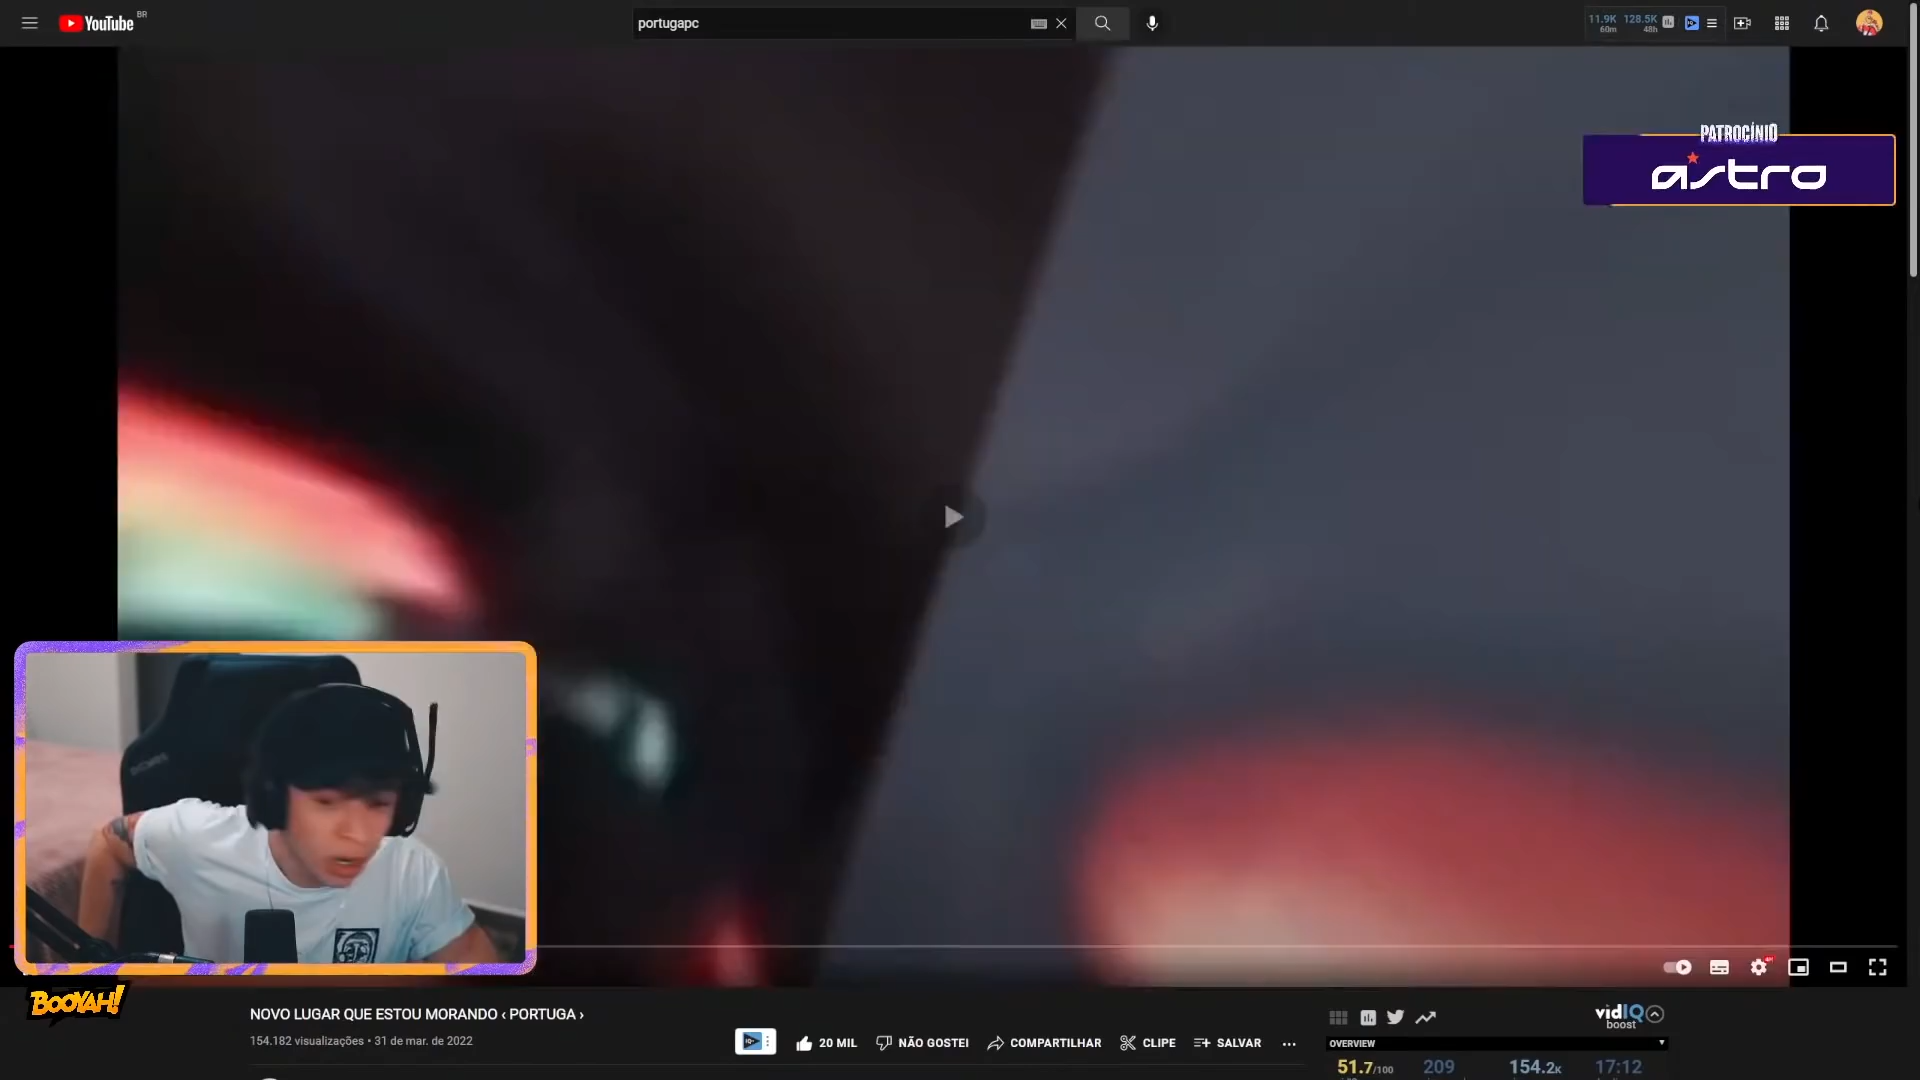 YouTube BR
portugapc
11.9K 60m
128.5K 48h
PATROCÍNIO
astro
BOOYAH!
NOVO LUGAR QUE ESTOU MORANDO ‹ PORTUGA ›
154.182 visualizações • 31 de mar. de 2022
20 MIL
NÃO GOSTEI
COMPARTILHAR
CLIPE
SALVAR
vidIQ
boost
OVERVIEW
51.7/100
209
154.2K
17:12